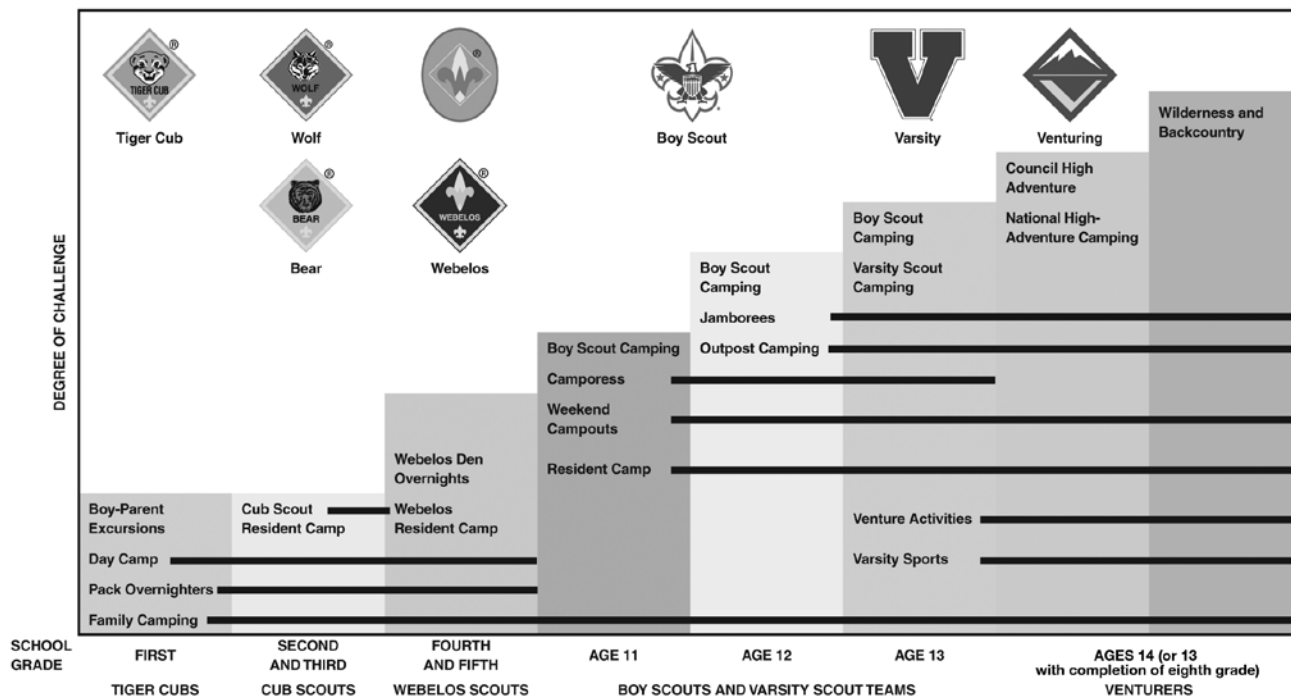 ®
TIGER CUB
Tiger Cub
®
WOLF
Wolf
®
BEAR
Bear
®
®
WEBELOS
Webelos
®
Boy Scout
V
Varsity
Venturing
DEGREE OF CHALLENGE
Boy-Parent
Excursions
Day Camp
Pack Overnighters
Family Camping
Cub Scout
Resident Camp
Webelos Den
Overnights
Webelos
Resident Camp
Boy Scout Camping
Camporess
Weekend
Campouts
Resident Camp
Boy Scout
Camping
Jamborees
Outpost Camping
Boy Scout
Camping
Varsity Scout
Camping
Venture Activities
Varsity Sports
Council High
Adventure
National High-
Adventure Camping
Wilderness and
Backcountry
SCHOOL
GRADE
FIRST
SECOND
AND THIRD
FOURTH
AND FIFTH
AGE 11
AGE 12
AGE 13
AGES 14 (or 13
with completion of eighth grade)
TIGER CUBS
CUB SCOUTS
WEBELOS SCOUTS
BOY SCOUTS AND VARSITY SCOUT TEAMS
VENTURERS